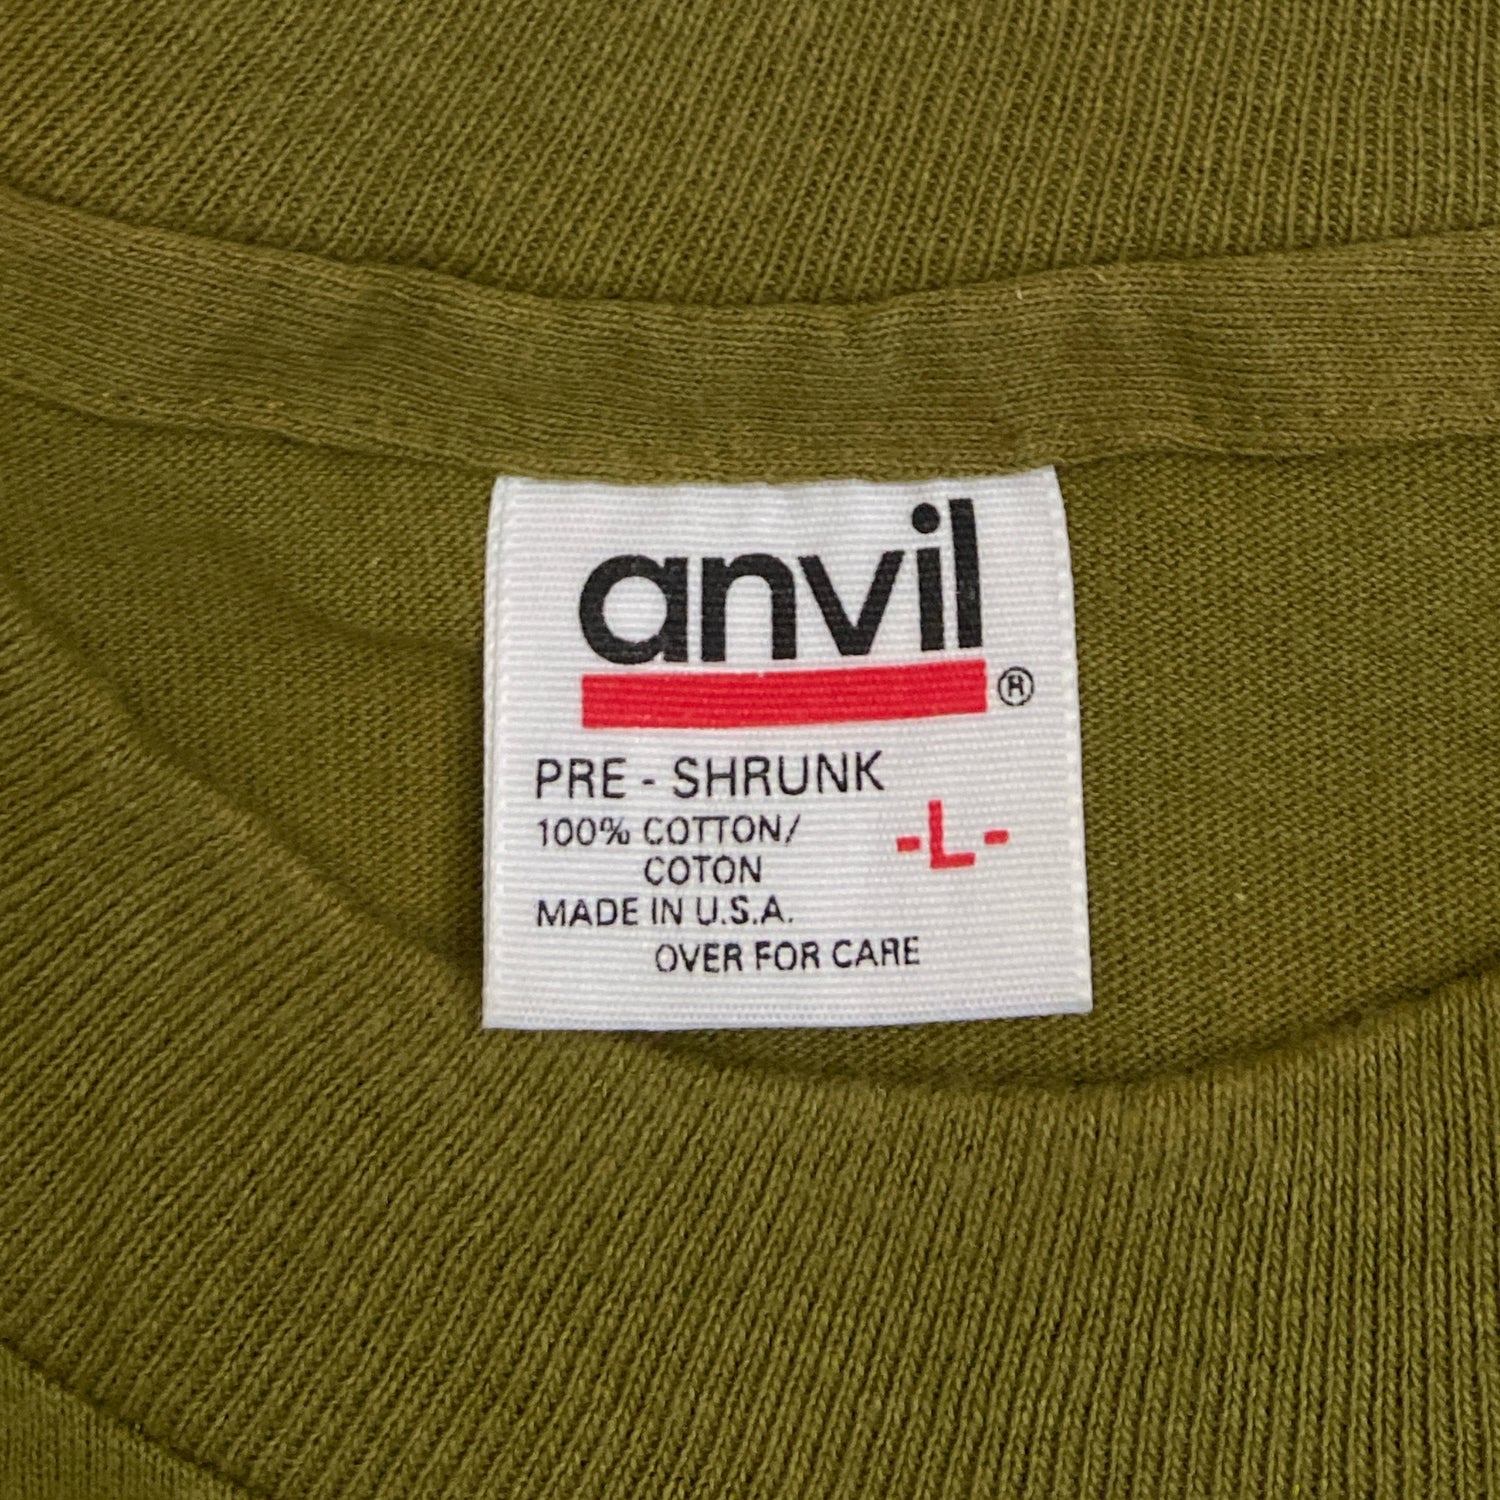 anvil
®
PRE - SHRUNK
100% COTTON/
COTON
-L-
MADE IN U.S.A.
OVER FOR CARE